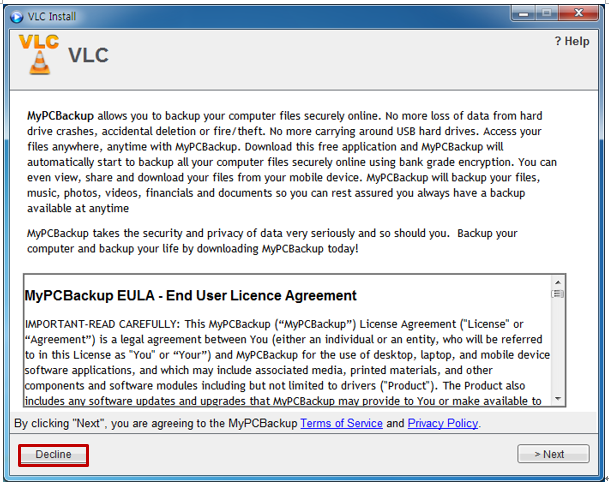 VLC Install
VLC
VLC
? Help
MyPCBackup allows you to backup your computer files securely online. No more loss of data from hard
drive crashes, accidental deletion or fire/theft. No more carrying around USB hard drives. Access your
files anywhere, anytime with MyPCBackup. Download this free application and MyPCBackup will
automatically start to backup all your computer files securely online using bank grade encryption. You can
even view, share and download your files from your mobile device. MyPCBackup will backup your files,
music, photos, videos, financials and documents so you can rest assured you always have a backup
available at anytime
MyPCBackup takes the security and privacy of data very seriously and so should you.  Backup your
computer and backup your life by downloading MyPCBackup today!
MyPCBackup EULA - End User Licence Agreement
IMPORTANT-READ CAREFULLY: This MyPCBackup (“MyPCBackup”) License Agreement ("License" or
“Agreement”) is a legal agreement between You (either an individual or an entity, who will be referred
to in this License as "You" or “Your”) and MyPCBackup for the use of desktop, laptop, and mobile device
software applications, and which may include associated media, printed materials, and other
components and software modules including but not limited to drivers ("Product"). The Product also
includes any software updates and upgrades that MyPCBackup may provide to You or make available to
By clicking "Next", you are agreeing to the MyPCBackup Terms of Service and Privacy Policy.
Decline
> Next